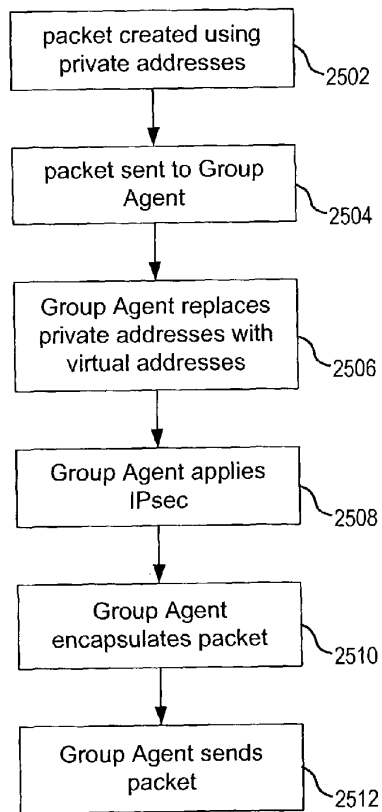 packet created using
private addresses
2502
packet sent to Group
Agent
2504
Group Agent replaces
private addresses with
virtual addresses
2506
Group Agent applies
IPsec
2508
Group Agent
encapsulates packet
2510
Group Agent sends
packet
2512